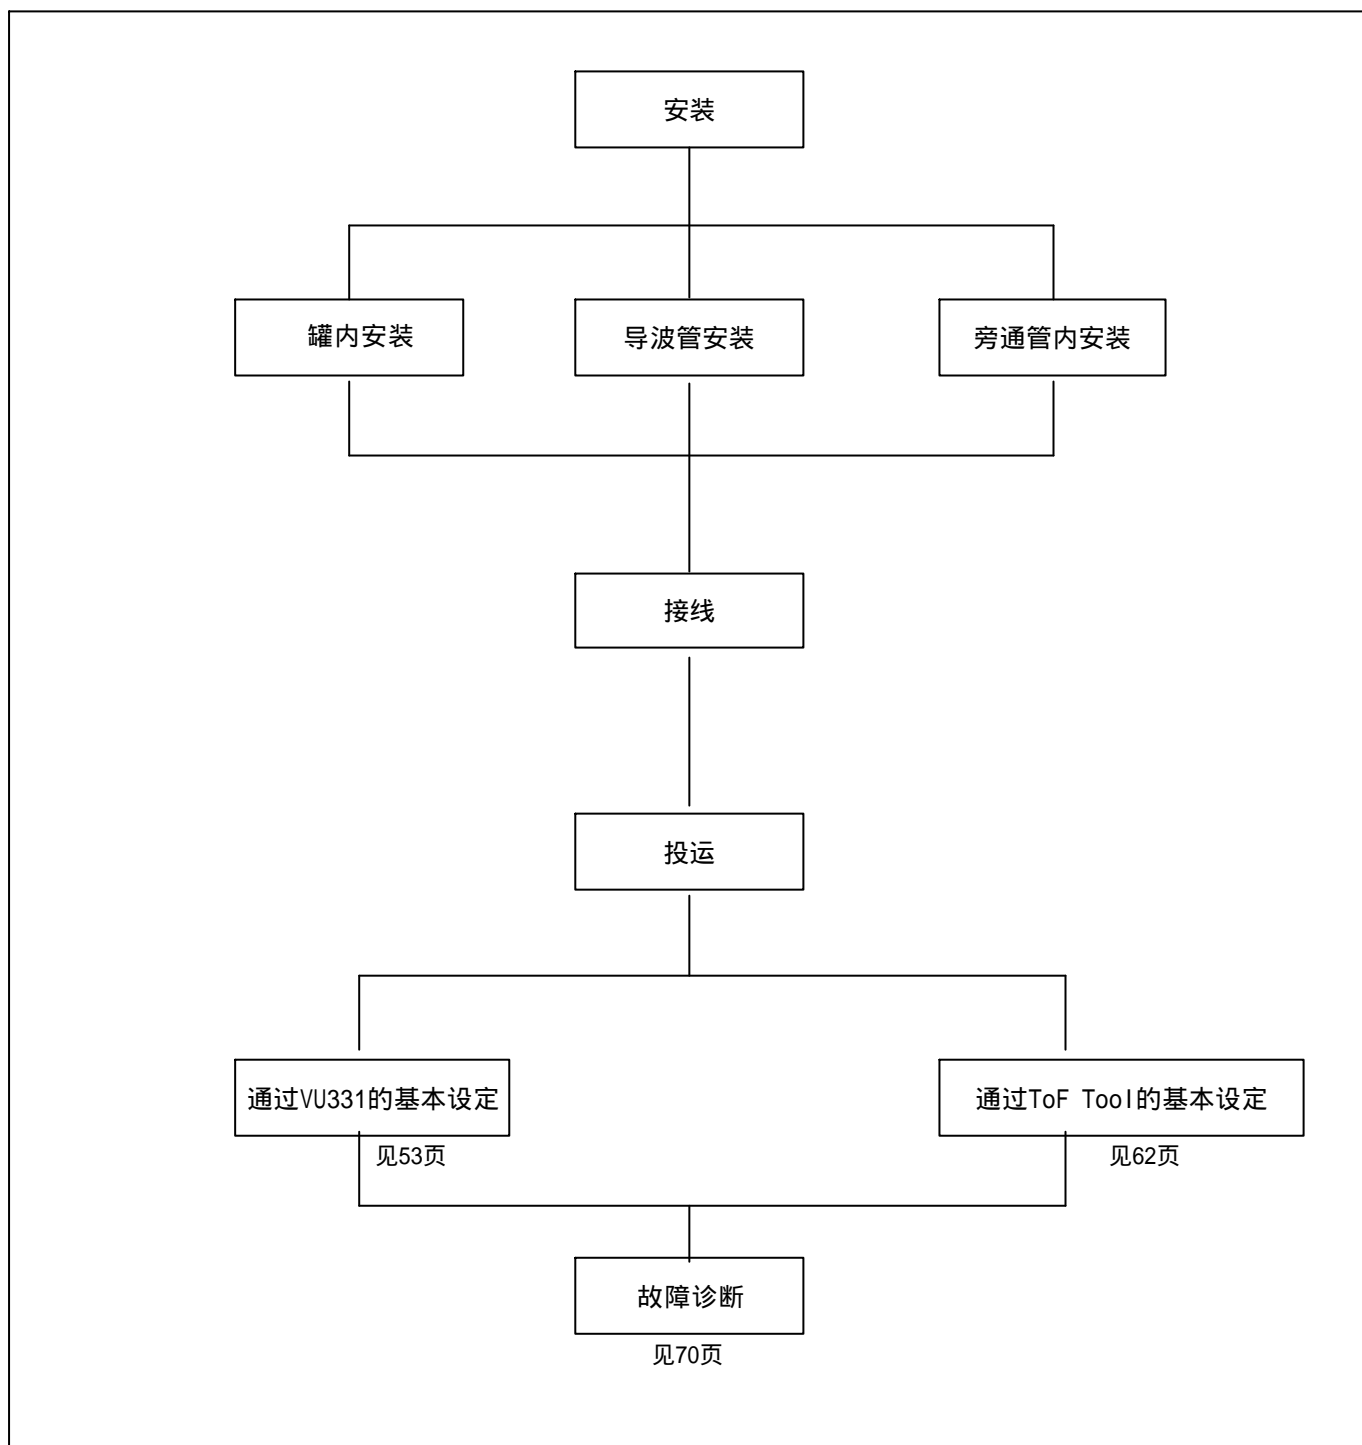 安装
罐内安装
导波管安装
旁通管内安装
接线
投运
通过VU331的基本设定
通过ToF Tool的基本设定
见53页
见62页
故障诊断
见70页